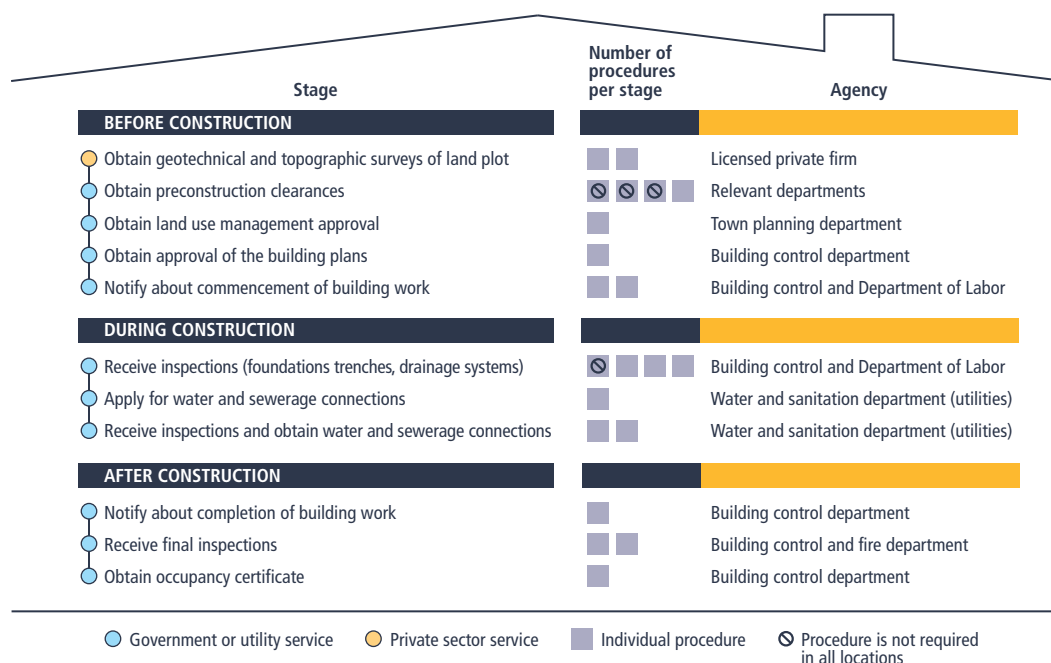 Stage
Number of
procedures
per stage
Agency
BEFORE CONSTRUCTION
Obtain geotechnical and topographic surveys of land plot
Licensed private firm
Obtain preconstruction clearances
Relevant departments
Obtain land use management approval
Town planning department
Obtain approval of the building plans
Building control department
Notify about commencement of building work
Building control and Department of Labor
DURING CONSTRUCTION
Receive inspections (foundations trenches, drainage systems)
Building control and Department of Labor
Apply for water and sewerage connections
Water and sanitation department (utilities)
Receive inspections and obtain water and sewerage connections
Water and sanitation department (utilities)
AFTER CONSTRUCTION
Notify about completion of building work
Building control department
Receive final inspections
Building control and fire department
Obtain occupancy certificate
Building control department
Government or utility service
Private sector service
Individual procedure
Procedure is not required
in all locations